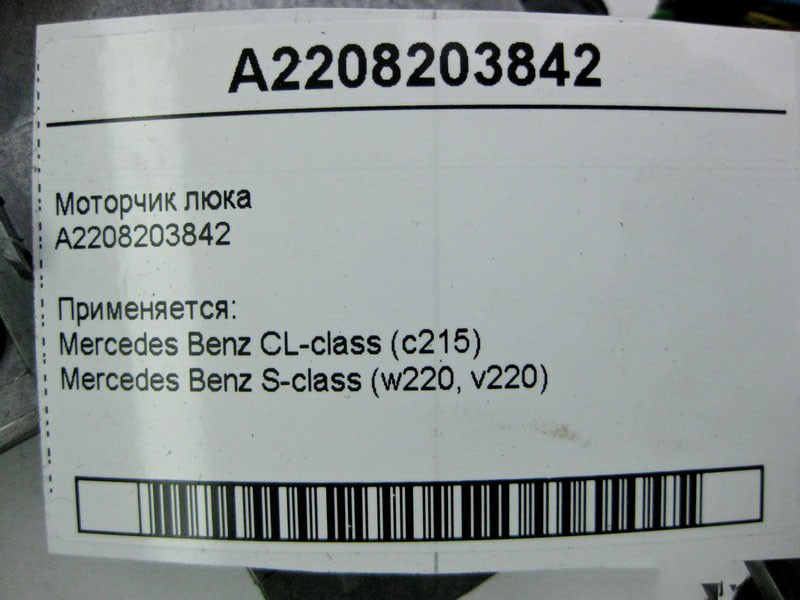 A2208203842
Моторчик люка
A2208203842
Применяется:
Mercedes Benz CL-class (c215)
Mercedes Benz S-class (w220, v220)